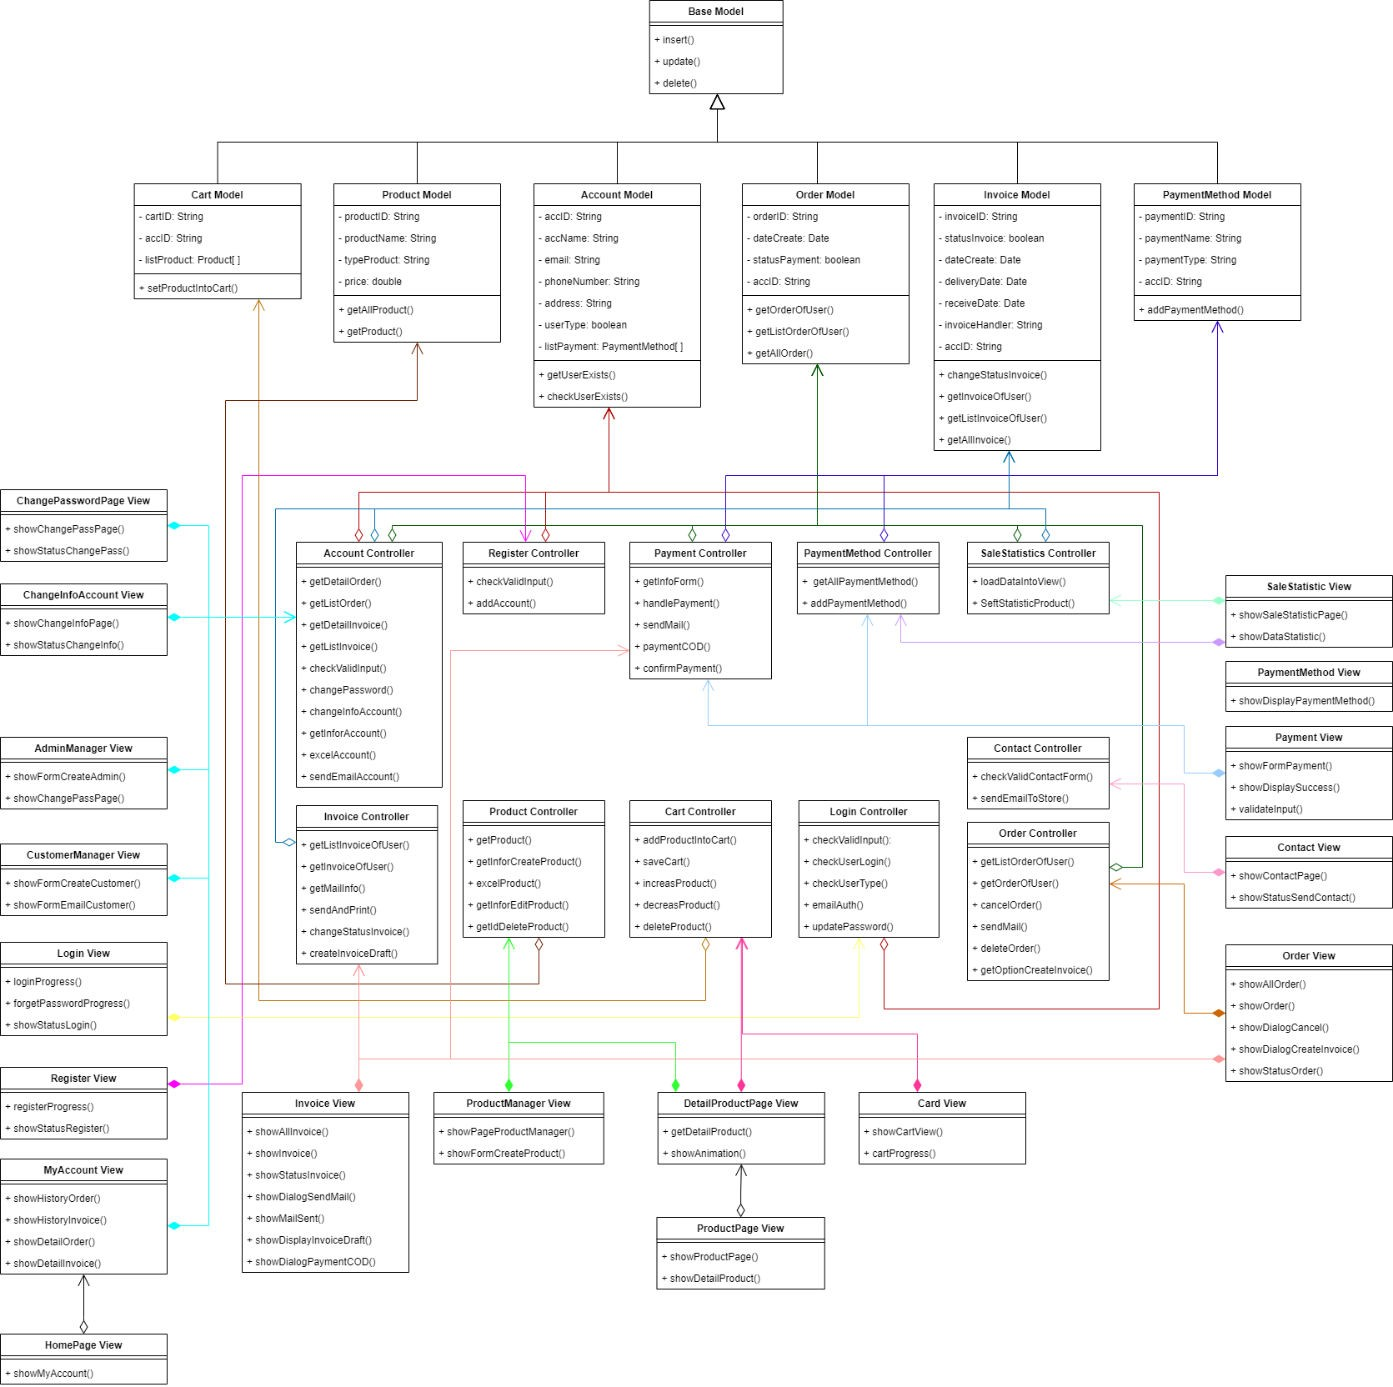 Base Model
+ insert()
+ update()
+ delete()
Cart Model
- cartID: String
- accID: String
- listProduct: Product[ ]
+ setProductIntoCart()
Product Model
- productID: String
- productName: String
- typeProduct: String
- price: double
+ getAllProduct()
+ getProduct()
Account Model
- accID: String
- accName: String
- email: String
- phoneNumber: String
- address: String
- userType: boolean
- listPayment: PaymentMethod[ ]
+ getUserExists()
+ checkUserExists()
Order Model
- orderID: String
- dateCreate: Date
- statusPayment: boolean
- accID: String
+ getOrderOfUser()
+ getListOrderOfUser()
+ getAllOrder()
Invoice Model
- invoiceID: String
- statusInvoice: boolean
- dateCreate: Date
- deliveryDate: Date
- receiveDate: Date
- invoiceHandler: String
- accID: String
+ changeStatusInvoice()
+ getInvoiceOfUser()
+ getListInvoiceOfUser()
+ getAllInvoice()
PaymentMethod Model
- paymentID: String
- paymentName: String
- paymentType: String
- accID: String
+ addPaymentMethod()
ChangePasswordPage View
+ showChangePassPage()
+ showStatusChangePass()
ChangeInfoAccount View
+ showChangeInfoPage()
+ showStatusChangeInfo()
AdminManager View
+ showFormCreateAdmin()
+ showChangePassPage()
CustomerManager View
+ showFormCreateCustomer()
+ showFormEmailCustomer()
Login View
+ loginProgress()
+ forgetPasswordProgress()
+ showStatusLogin()
Register View
+ registerProgress()
+ showStatusRegister()
MyAccount View
+ showHistoryOrder()
+ showHistoryInvoice()
+ showDetailOrder()
+ showDetailInvoice()
HomePage View
+ showMyAccount()
Account Controller
+ getDetailOrder()
+ getListOrder()
+ getDetailInvoice()
+ getListInvoice()
+ checkValidInput()
+ changePassword()
+ changeInfoAccount()
+ getInforAccount()
+ excelAccount()
+ sendEmailAccount()
Register Controller
+ checkValidInput()
+ addAccount()
Payment Controller
+ getInfoForm()
+ handlePayment()
+ sendMail()
+ paymentCOD()
+ confirmPayment()
PaymentMethod Controller
+ getAllPaymentMethod()
+ addPaymentMethod()
SaleStatistics Controller
+ loadDataIntoView()
+ SeftStatisticProduct()
Invoice Controller
+ getListInvoiceOfUser()
+ getInvoiceOfUser()
+ getMailInfo()
+ sendAndPrint()
+ changeStatusInvoice()
+ createInvoiceDraft()
Product Controller
+ getProduct()
+ getInforCreateProduct()
+ excelProduct()
+ getInforEditProduct()
+ getIdDeleteProduct()
Cart Controller
+ addProductIntoCart()
+ saveCart()
+ increasProduct()
+ decreasProduct()
+ deleteProduct()
Login Controller
+ checkValidInput():
+ checkUserLogin()
+ checkUserType()
+ emailAuth()
+ updatePassword()
Contact Controller
+ checkValidContactForm()
+ sendEmailToStore()
Order Controller
+ getListOrderOfUser()
+ getOrderOfUser()
+ cancelOrder()
+ sendMail()
+ deleteOrder()
+ getOptionCreateInvoice()
SaleStatistic View
+ showSaleStatisticPage()
+ showDataStatistic()
PaymentMethod View
+ showDisplayPaymentMethod()
Payment View
+ showFormPayment()
+ showDisplaySuccess()
+ validateInput()
Contact View
+ showContactPage()
+ showStatusSendContact()
Order View
+ showAllOrder()
+ showOrder()
+ showDialogCancel()
+ showDialogCreateInvoice()
+ showStatusOrder()
Invoice View
+ showAllInvoice()
+ showInvoice()
+ showStatusInvoice()
+ showDialogSendMail()
+ showMailSent()
+ showDisplayInvoiceDraft()
+ showDialogPaymentCOD()
ProductManager View
+ showPageProductManager()
+ showFormCreateProduct()
DetailProductPage View
+ getDetailProduct()
+ showAnimation()
Card View
+ showCartView()
+ cartProgress()
ProductPage View
+ showProductPage()
+ showDetailProduct()